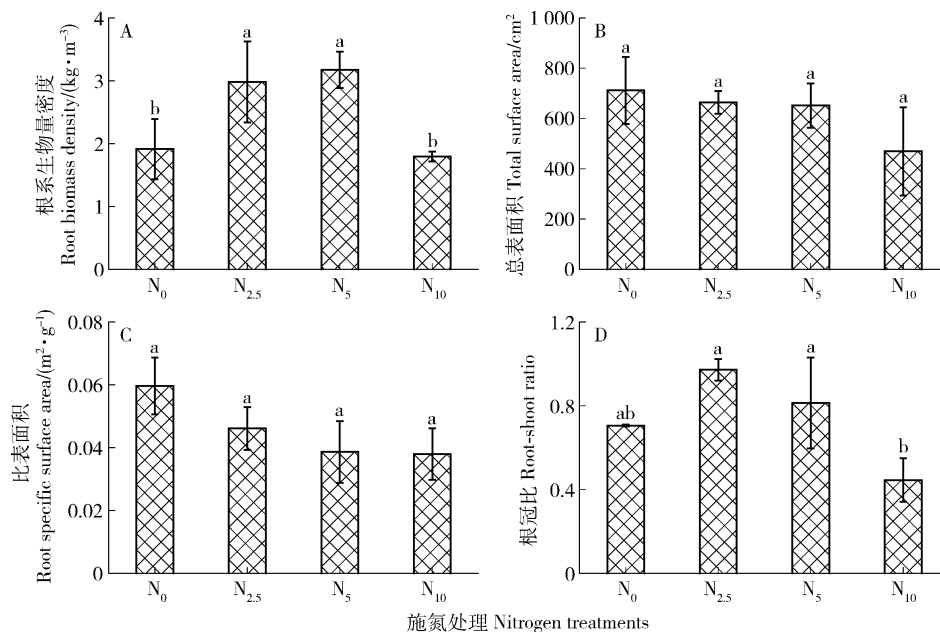 A
根系生物量密度
Root biomass density/(kg·m⁻³)
4
3
2
1
0
b
a
a
b
N₀
N₂.₅
N₅
N₁₀
B
总表面积 Total surface area/cm²
1 000
800
600
400
200
0
a
a
a
a
N₀
N₂.₅
N₅
N₁₀
C
比表面积
Root specific surface area/(m²·g⁻¹)
0.08
0.06
0.04
0.02
0
a
a
a
a
N₀
N₂.₅
N₅
N₁₀
D
根冠比 Root-shoot ratio
1.2
0.8
0.4
0
ab
a
a
b
N₀
N₂.₅
N₅
N₁₀
施氮处理 Nitrogen treatments